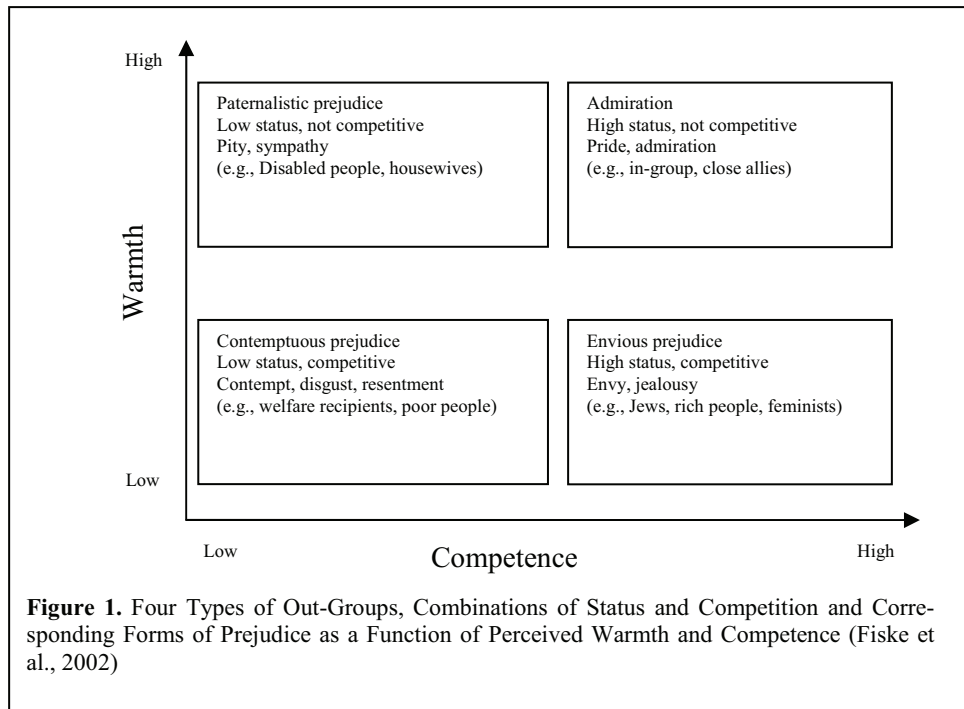 High
Paternalistic prejudice
Low status, not competitive
Pity, sympathy
(e.g., Disabled people, housewives)
Admiration
High status, not competitive
Pride, admiration
(e.g., in-group, close allies)
Warmth
Contemptuous prejudice
Low status, competitive
Contempt, disgust, resentment
(e.g., welfare recipients, poor people)
Envious prejudice
High status, competitive
Envy, jealousy
(e.g., Jews, rich people, feminists)
Low
Low
Competence
High
Figure 1. Four Types of Out-Groups, Combinations of Status and Competition and Corre-
sponding Forms of Prejudice as a Function of Perceived Warmth and Competence (Fiske et
al., 2002)